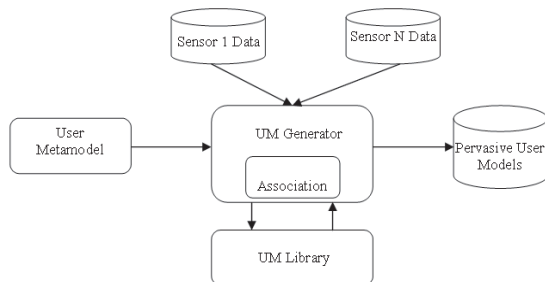 Sensor 1 Data
Sensor N Data
User
Metamodel
UM Generator
Association
Pervasive User
Models
UM Library